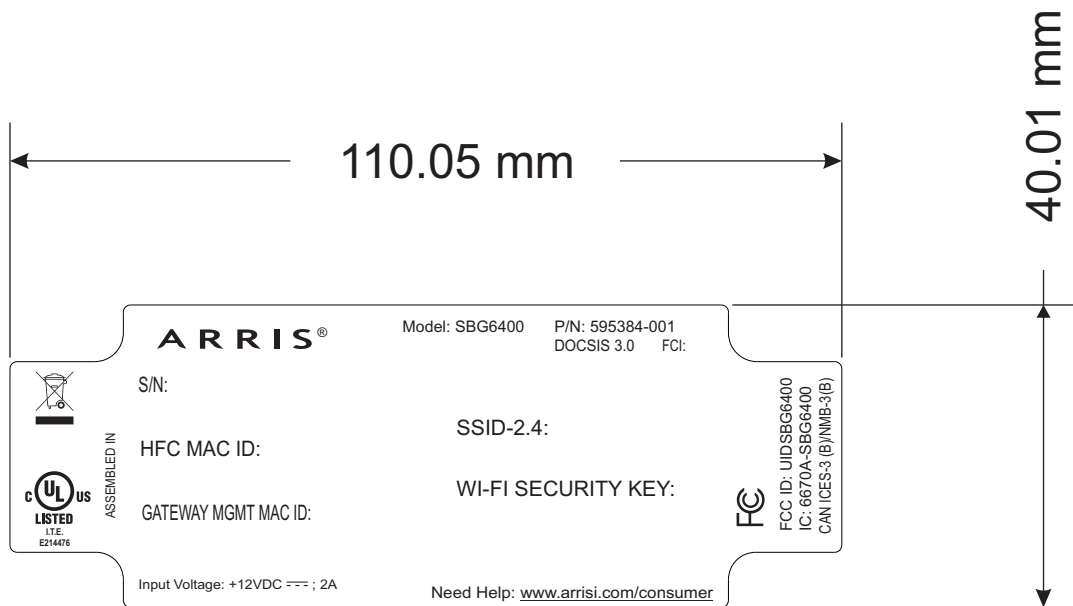 110.05 mm
40.01 mm
ARRIS®
Model: SBG6400
P/N: 595384-001
DOCSIS 3.0 FCI:
S/N:
HFC MAC ID:
GATEWAY MGMT MAC ID:
SSID-2.4:
WI-FI SECURITY KEY:
ASSEMBLED IN
C UL US
LISTED
I.T.E.
E214476
FC
FCC ID: UIDSBG6400
IC: 6670A-SBG6400
CAN ICES-3 (B)/NMB-3(B)
Input Voltage: +12VDC ; 2A
Need Help: www.arrisi.com/consumer